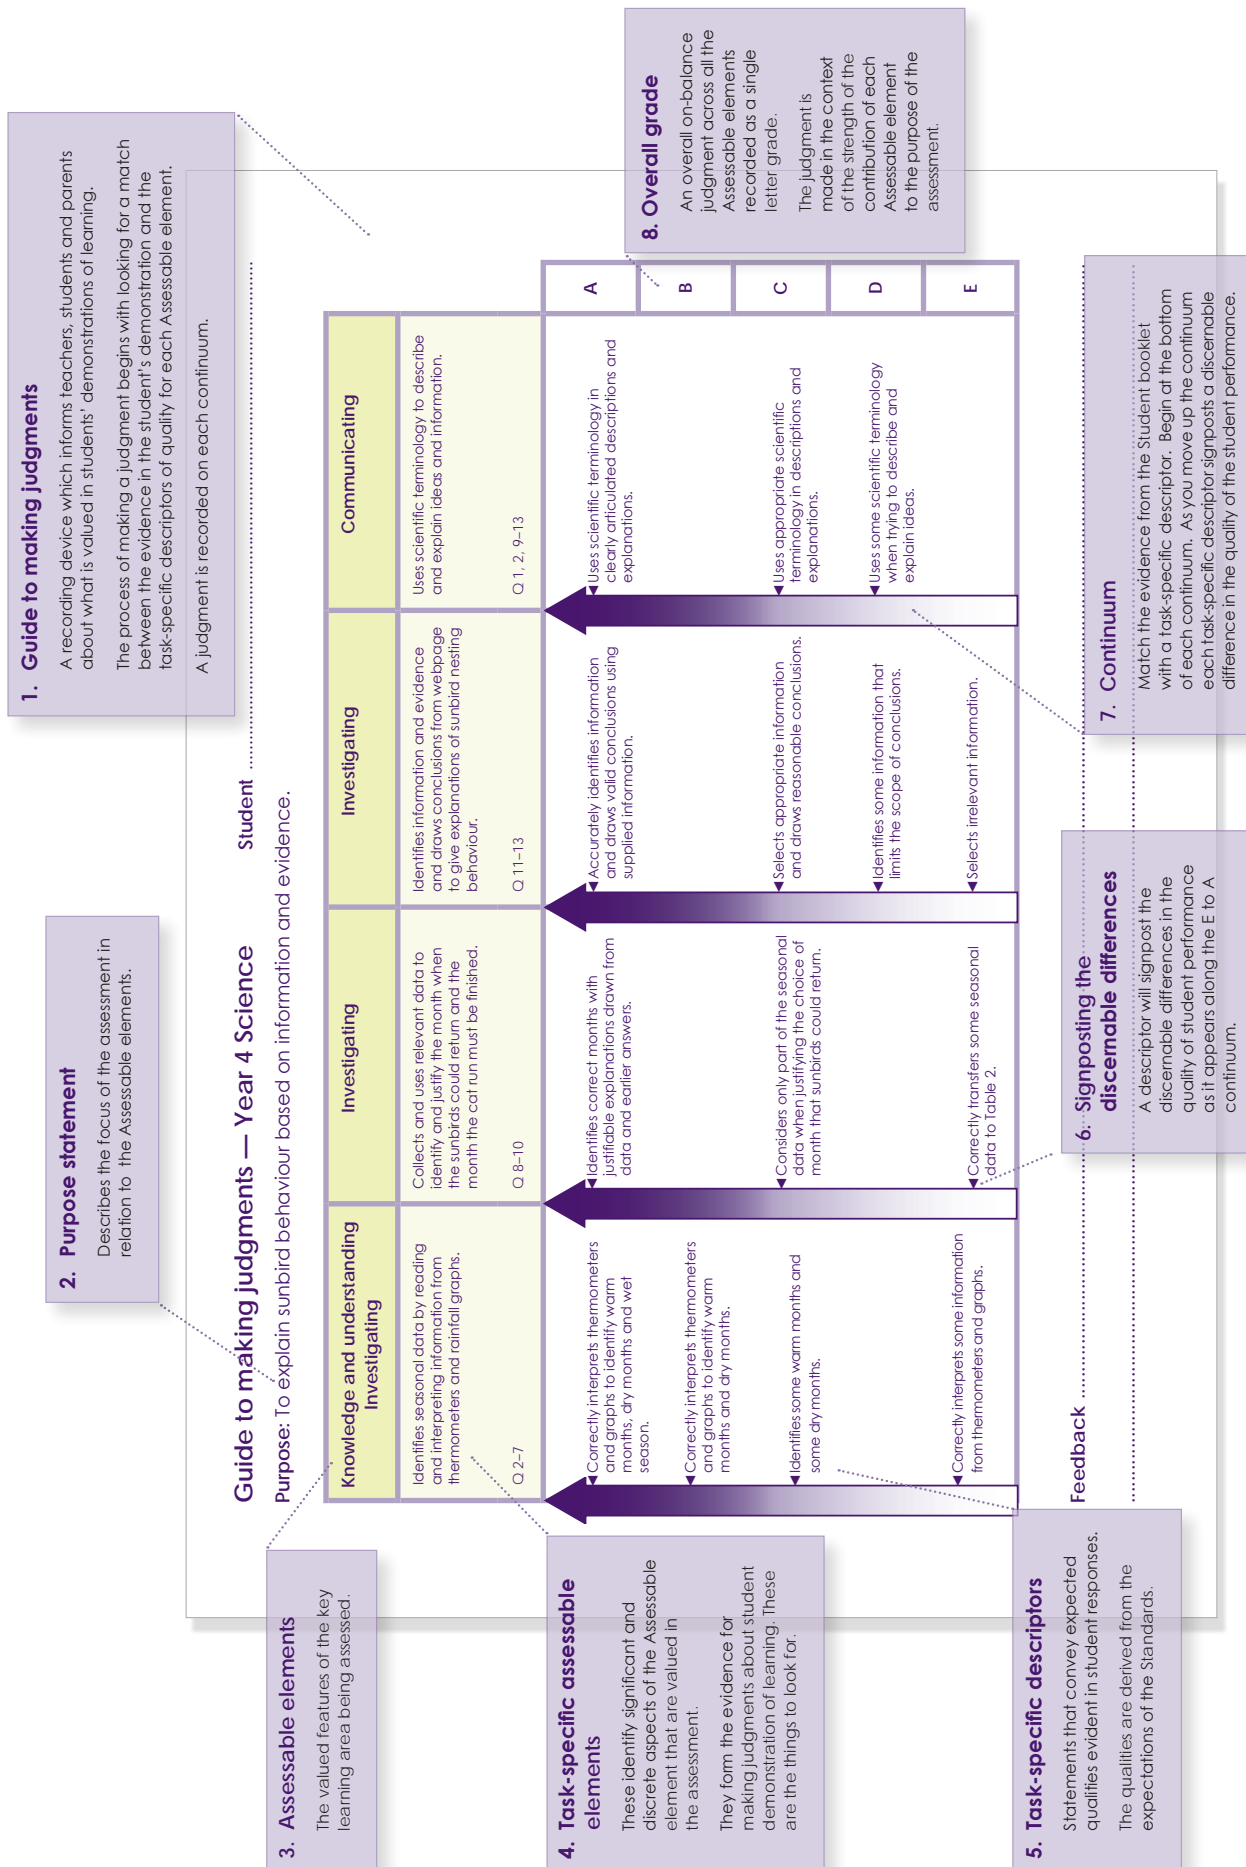 1. Guide to making judgments
A recording device which informs teachers, students and parents
about what is valued in students’ demonstrations of learning.
The process of making a judgment begins with looking for a match
between the evidence in the student’s demonstration and the
task-specific descriptors of quality for each Assessable element.
A judgment is recorded on each continuum.
2. Purpose statement
Describes the focus of the assessment in
relation to the Assessable elements.
3. Assessable elements
The valued features of the key
learning area being assessed.
4. Task-specific assessable
elements
These identify significant and
discrete aspects of the Assessable
element that are valued in
the assessment.
They form the evidence for
making judgments about student
demonstration of learning. These
are the things to look for.
5. Task-specific descriptors
Statements that convey expected
qualities evident in student responses.
The qualities are derived from the
expectations of the Standards.
Guide to making judgments — Year 4 Science
Student
Purpose: To explain sunbird behaviour based on information and evidence.
Knowledge and understanding
Investigating
Identifies seasonal data by reading
and interpreting information from
thermometers and rainfall graphs.
Q 2–7
Correctly interprets thermometers
and graphs to identify warm
months, dry months and wet
season.
Correctly interprets thermometers
and graphs to identify warm
months and dry months.
Identifies some warm months and
some dry months.
Correctly interprets some information
from thermometers and graphs.
Investigating
Collects and uses relevant data to
identify and justify the month when
the sunbirds could return and the
month the cat run must be finished.
Q 8–10
Identifies correct months with
justifiable explanations drawn from
data and earlier answers.
Considers only part of the seasonal
data when justifying the choice of
month that sunbirds could return.
Correctly transfers some seasonal
data to Table 2.
Investigating
Identifies information and evidence
and draws conclusions from webpage
to give explanations of sunbird nesting
behaviour.
Q 11–13
Accurately identifies information
and draws valid conclusions using
supplied information.
Selects appropriate information
and draws reasonable conclusions.
Identifies some information that
limits the scope of conclusions.
Selects irrelevant information.
Communicating
Uses scientific terminology to describe
and explain ideas and information.
Q 1, 2, 9–13
Uses scientific terminology in
clearly articulated descriptions and
explanations.
Uses appropriate scientific
terminology in descriptions and
explanations.
Uses some scientific terminology
when trying to describe and
explain ideas.
A
B
C
D
E
Feedback
6. Signposting the
discernable differences
A descriptor will signpost the
discernable differences in the
quality of student performance
as it appears along the E to A
continuum.
7. Continuum
Match the evidence from the Student booklet
with a task-specific descriptor. Begin at the bottom
of each continuum. As you move up the continuum
each task-specific descriptor signposts a discernable
difference in the quality of the student performance.
8. Overall grade
An overall on-balance
judgment across all the
Assessable elements
recorded as a single
letter grade.
The judgment is
made in the context
of the strength of the
contribution of each
Assessable element
to the purpose of the
assessment.